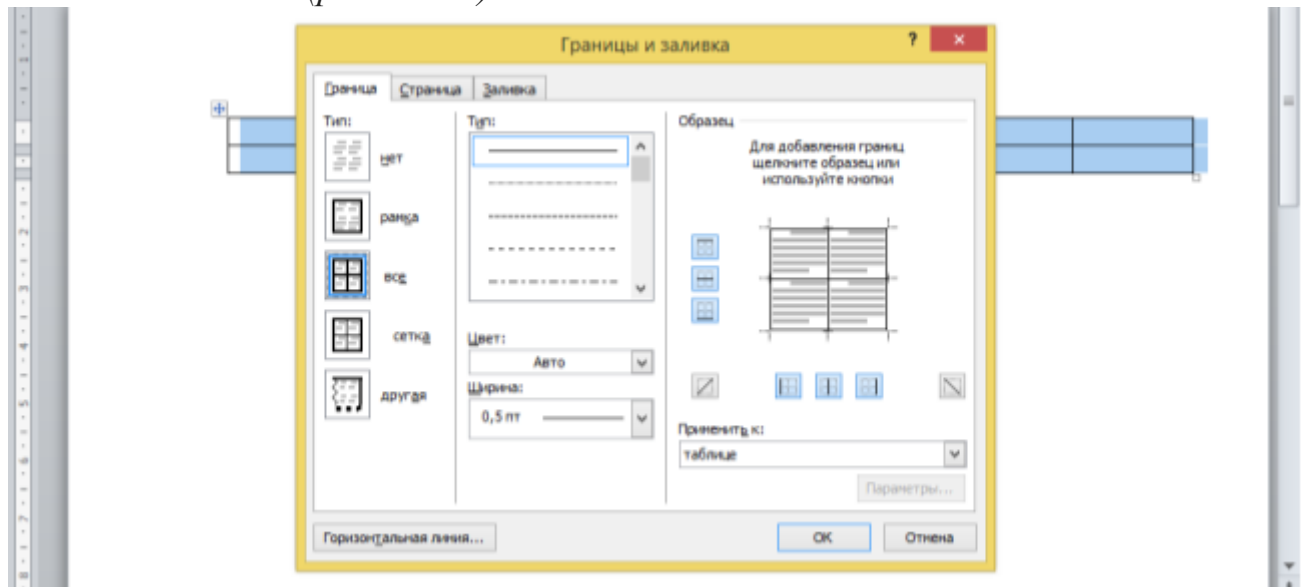 Границы и заливка
Граница Страница Заливка
Тип:
нет
рамка
все
сетка
другая
Тип:
Цвет:
Авто
Ширина:
0,5 пт
Образец
Для добавления границ
щелкните образец или
используйте кнопки
Применить к:
таблице
Параметры...
Горизонтальная линия...
ОК Отмена